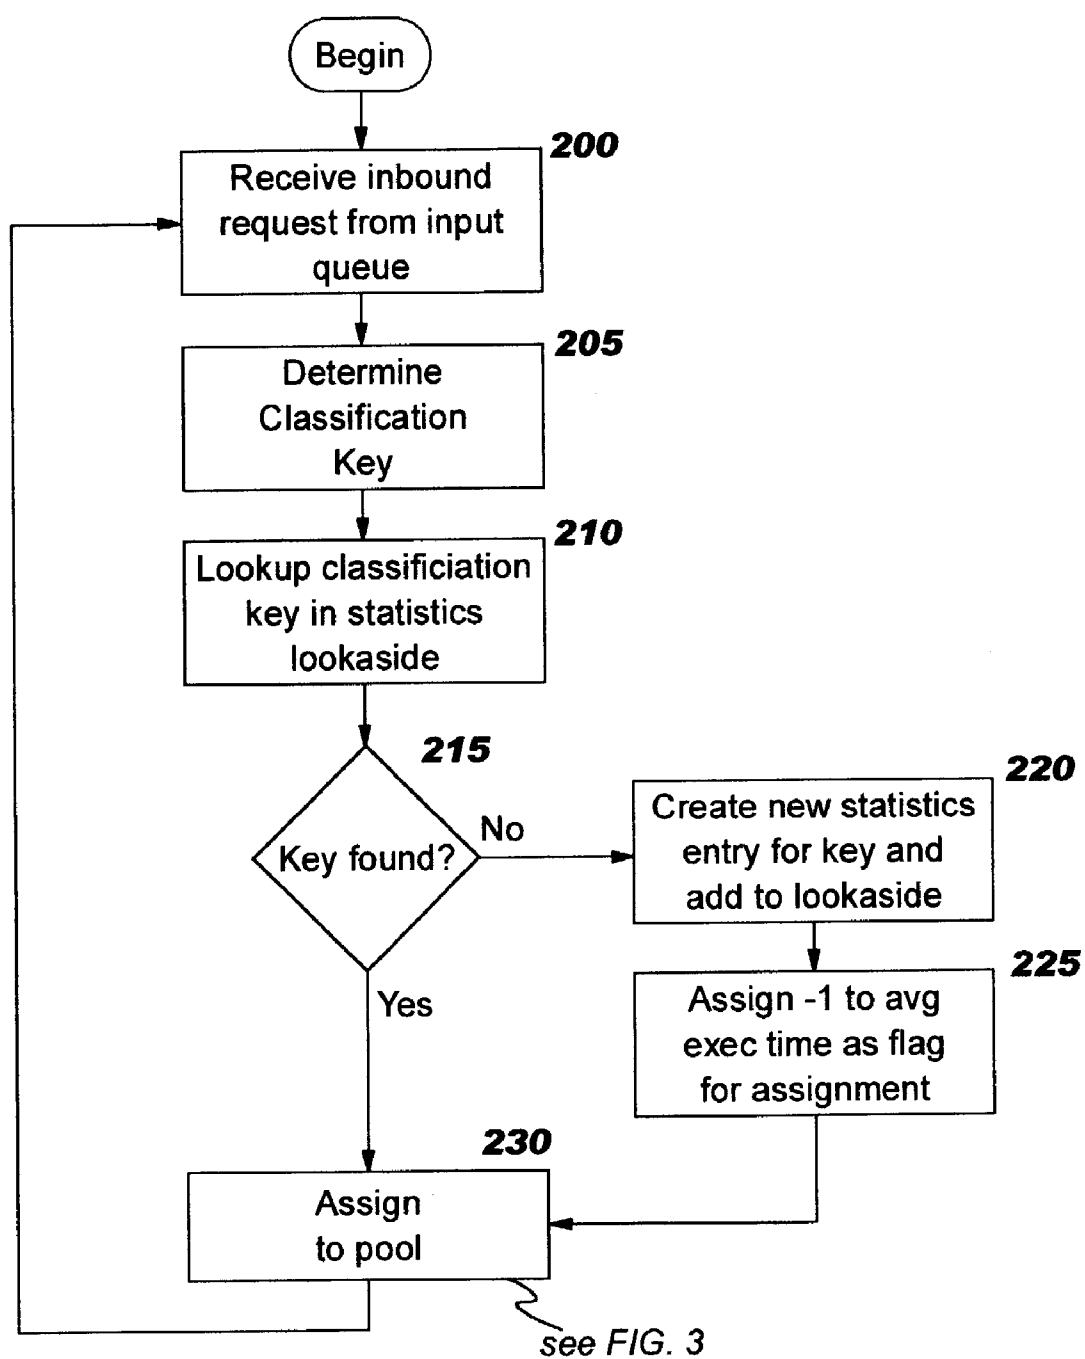 Begin
200
Receive inbound
request from input
queue
205
Determine
Classification
Key
210
Lookup classificiation
key in statistics
lookaside
215
Key found?
No
Yes
220
Create new statistics
entry for key and
add to lookaside
225
Assign -1 to avg
exec time as flag
for assignment
230
Assign
to pool
see FIG. 3